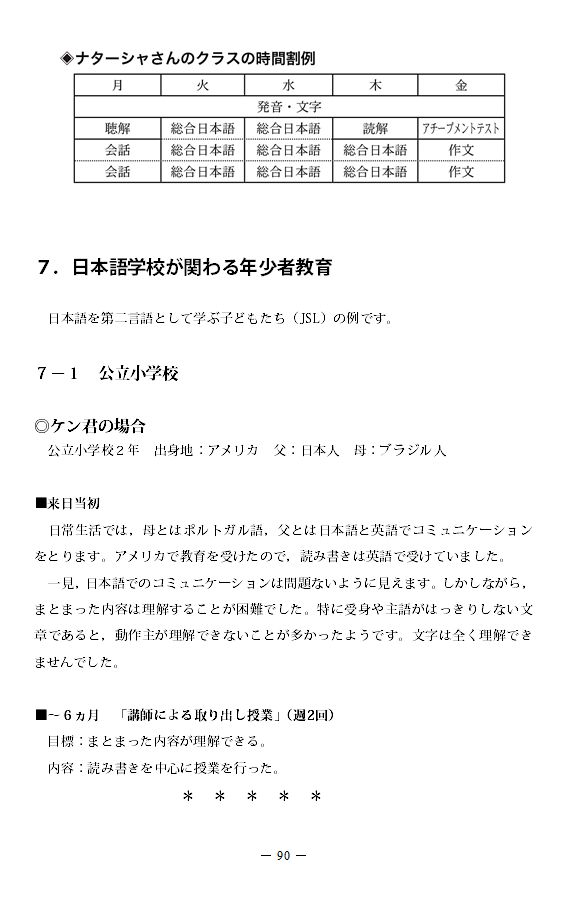 ◈ナターシャさんのクラスの時間割例
月 火 水 木 金
発音・文字
聴解 総合日本語 総合日本語 読解 アチーブメントテスト
会話 総合日本語 総合日本語 総合日本語 作文
会話 総合日本語 総合日本語 総合日本語 作文
７．日本語学校が関わる年少者教育
日本語を第二言語として学ぶ子どもたち（JSL）の例です。
７－１　公立小学校
◎ケン君の場合
公立小学校２年　出身地：アメリカ　父：日本人　母：ブラジル人
■来日当初
日常生活では，母とはポルトガル語，父とは日本語と英語でコミュニケーション
をとります。アメリカで教育を受けたので，読み書きは英語で受けていました。
一見，日本語でのコミュニケーションは問題ないように見えます。しかしながら，
まとまった内容は理解することが困難でした。特に受身や主語がはっきりしない文
章であると，動作主が理解できないことが多かったようです。文字は全く理解でき
ませんでした。
■～６ヵ月　「講師による取り出し授業」（週2回）
目標：まとまった内容が理解できる。
内容：読み書きを中心に授業を行った。
＊　＊　＊　＊　＊
－ 90 －